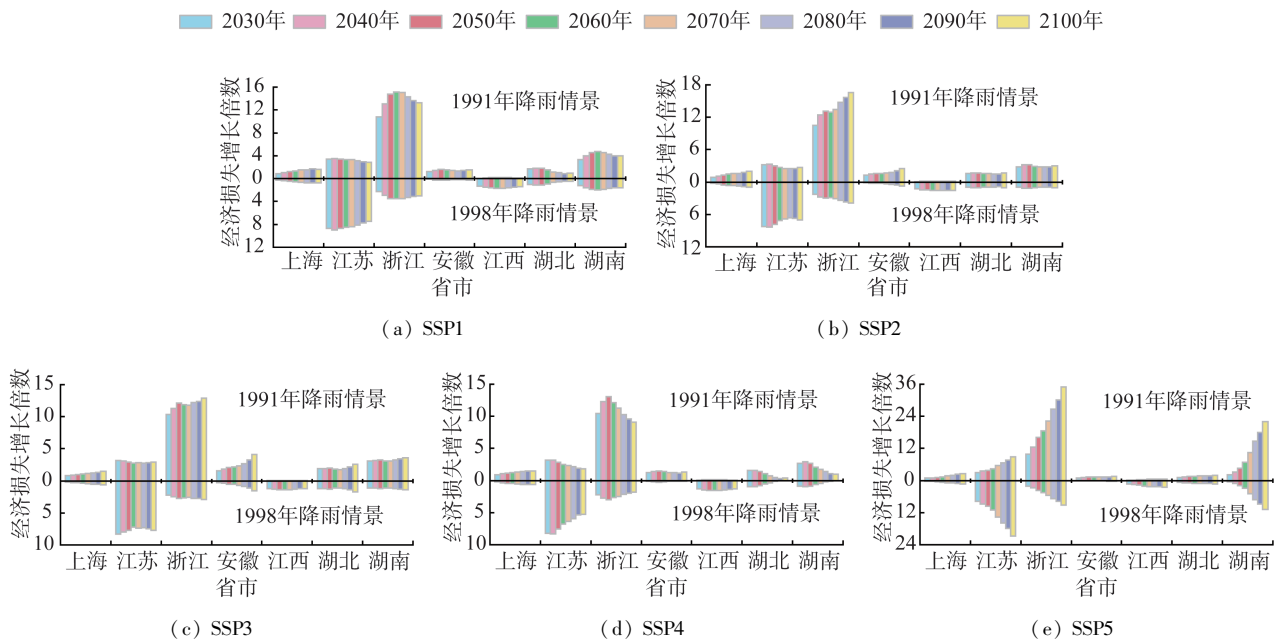 2030年 2040年 2050年 2060年 2070年 2080年 2090年 2100年
经济损失增长倍数
16
12
8
4
0
4
8
12
1991年降雨情景
1998年降雨情景
上海 江苏 浙江 安徽 江西 湖北 湖南
省市
(a) SSP1
经济损失增长倍数
18
12
6
0
6
12
1991年降雨情景
1998年降雨情景
上海 江苏 浙江 安徽 江西 湖北 湖南
省市
(b) SSP2
经济损失增长倍数
15
10
5
0
5
10
1991年降雨情景
1998年降雨情景
上海 江苏 浙江 安徽 江西 湖北 湖南
省市
(c) SSP3
经济损失增长倍数
15
10
5
0
5
10
1991年降雨情景
1998年降雨情景
上海 江苏 浙江 安徽 江西 湖北 湖南
省市
(d) SSP4
经济损失增长倍数
36
24
12
0
12
24
1991年降雨情景
1998年降雨情景
上海 江苏 浙江 安徽 江西 湖北 湖南
省市
(e) SSP5